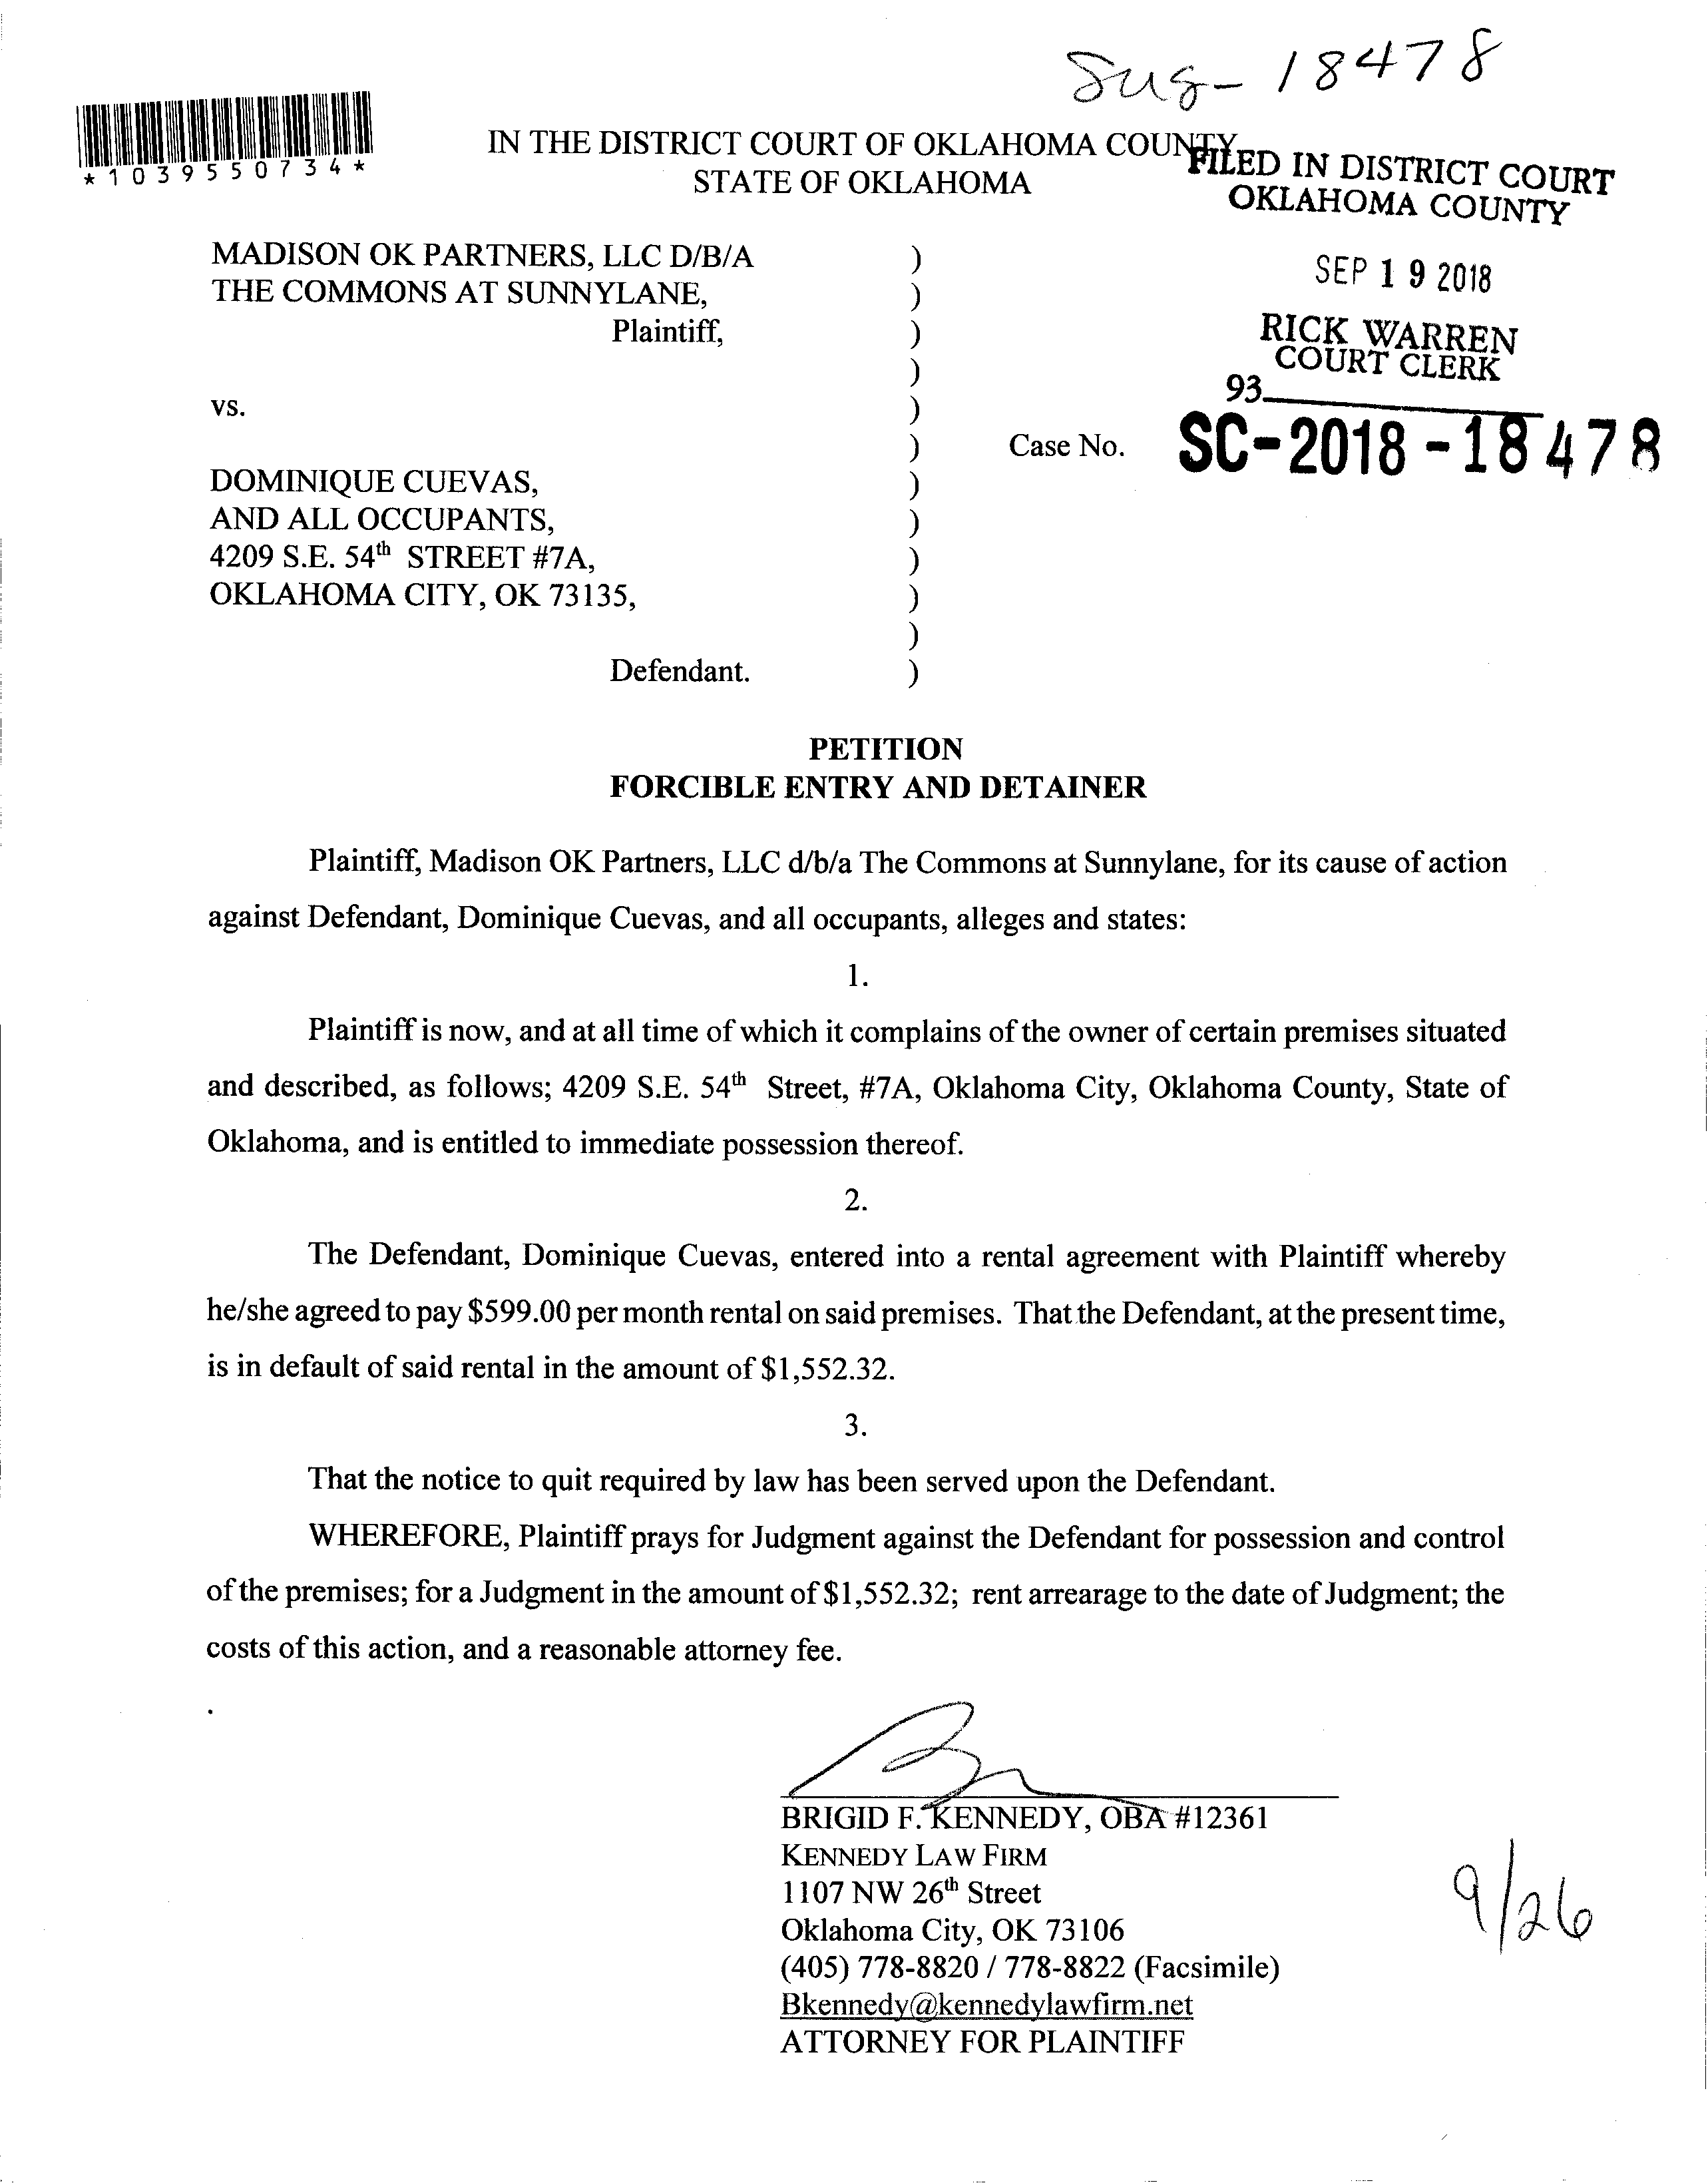 Sug- 18478
*1039550734*
IN THE DISTRICT COURT OF OKLAHOMA COUNTY
STATE OF OKLAHOMA
FILED IN DISTRICT COURT
OKLAHOMA COUNTY
SEP 19 2018
RICK WARREN
COURT CLERK
93
MADISON OK PARTNERS, LLC D/B/A )
THE COMMONS AT SUNNYLANE, )
Plaintiff, )
)
vs. )
) Case No. SC-2018-18478
DOMINIQUE CUEVAS, )
AND ALL OCCUPANTS, )
4209 S.E. 54th STREET #7A, )
OKLAHOMA CITY, OK 73135, )
)
Defendant. )
PETITION
FORCIBLE ENTRY AND DETAINER
Plaintiff, Madison OK Partners, LLC d/b/a The Commons at Sunnylane, for its cause of action
against Defendant, Dominique Cuevas, and all occupants, alleges and states:
1.
Plaintiff is now, and at all time of which it complains of the owner of certain premises situated
and described, as follows; 4209 S.E. 54th Street, #7A, Oklahoma City, Oklahoma County, State of
Oklahoma, and is entitled to immediate possession thereof.
2.
The Defendant, Dominique Cuevas, entered into a rental agreement with Plaintiff whereby
he/she agreed to pay $599.00 per month rental on said premises. That the Defendant, at the present time,
is in default of said rental in the amount of $1,552.32.
3.
That the notice to quit required by law has been served upon the Defendant.
WHEREFORE, Plaintiff prays for Judgment against the Defendant for possession and control
of the premises; for a Judgment in the amount of $1,552.32; rent arrearage to the date of Judgment; the
costs of this action, and a reasonable attorney fee.
BRIGID F. KENNEDY, OBA #12361
KENNEDY LAW FIRM
1107 NW 26th Street
Oklahoma City, OK 73106
(405) 778-8820 / 778-8822 (Facsimile)
Bkennedy@kennedylawfirm.net
ATTORNEY FOR PLAINTIFF
9/26